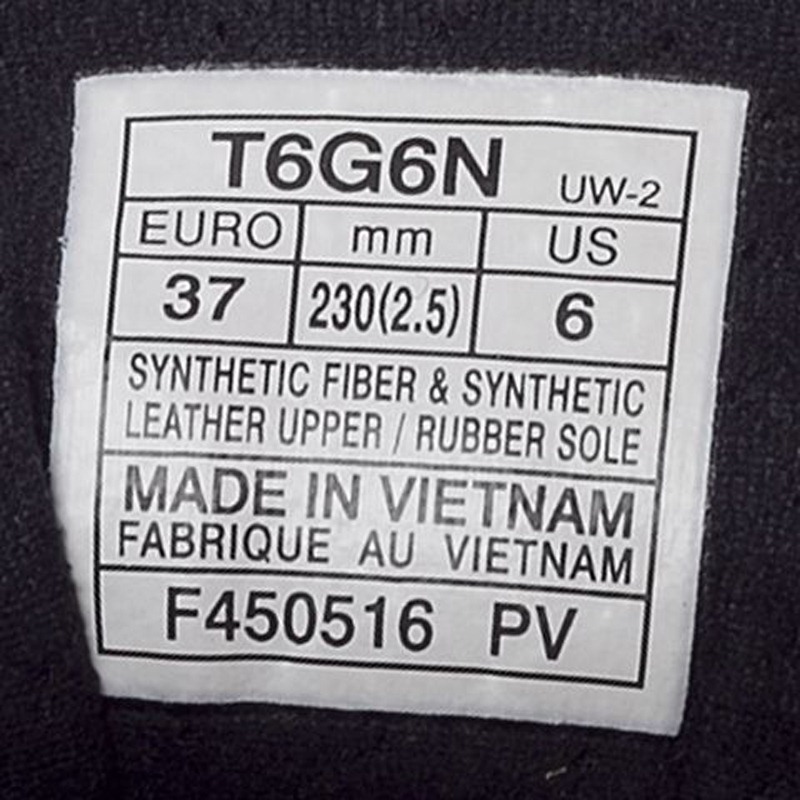 T6G6N UW-2
EURO mm US
37 230(2.5) 6
SYNTHETIC FIBER & SYNTHETIC
LEATHER UPPER / RUBBER SOLE
MADE IN VIETNAM
FABRIQUE AU VIETNAM
F450516 PV